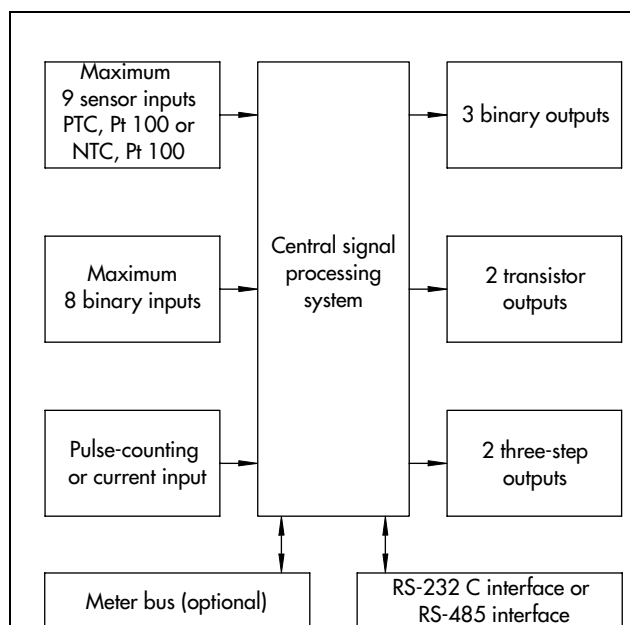 Maximum
9 sensor inputs
PTC, Pt 100 or
NTC, Pt 100
Maximum
8 binary inputs
Pulse-counting
or current input
Central signal
processing
system
3 binary outputs
2 transistor
outputs
2 three-step
outputs
Meter bus (optional)
RS-232 C interface or
RS-485 interface